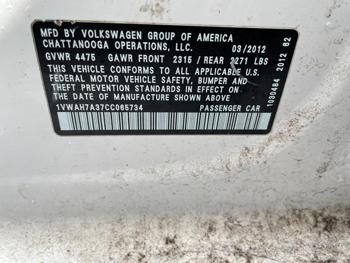 MFD BY VOLKSWAGEN GROUP OF AMERICA
CHATTANOOGA OPERATIONS, LLC. 03/2012
GVWR 4475 GAWR FRONT 2315 / REAR 2271 LBS
THIS VEHICLE CONFORMS TO ALL APPLICABLE U.S.
FEDERAL MOTOR VEHICLE SAFETY, BUMPER AND
THEFT PREVENTION STANDARDS IN EFFECT ON THE
DATE OF MANUFACTURE SHOWN ABOVE.
1VWAH7A37CC065734 PASSENGER CAR
1030484 2012 62